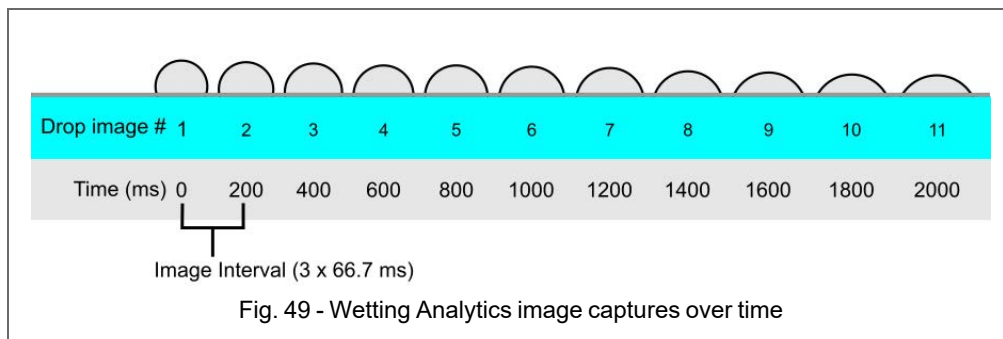 Drop image # 1 2 3 4 5 6 7 8 9 10 11
Time (ms) 0 200 400 600 800 1000 1200 1400 1600 1800 2000
Image Interval (3 x 66.7 ms)
Fig. 49 - Wetting Analytics image captures over time